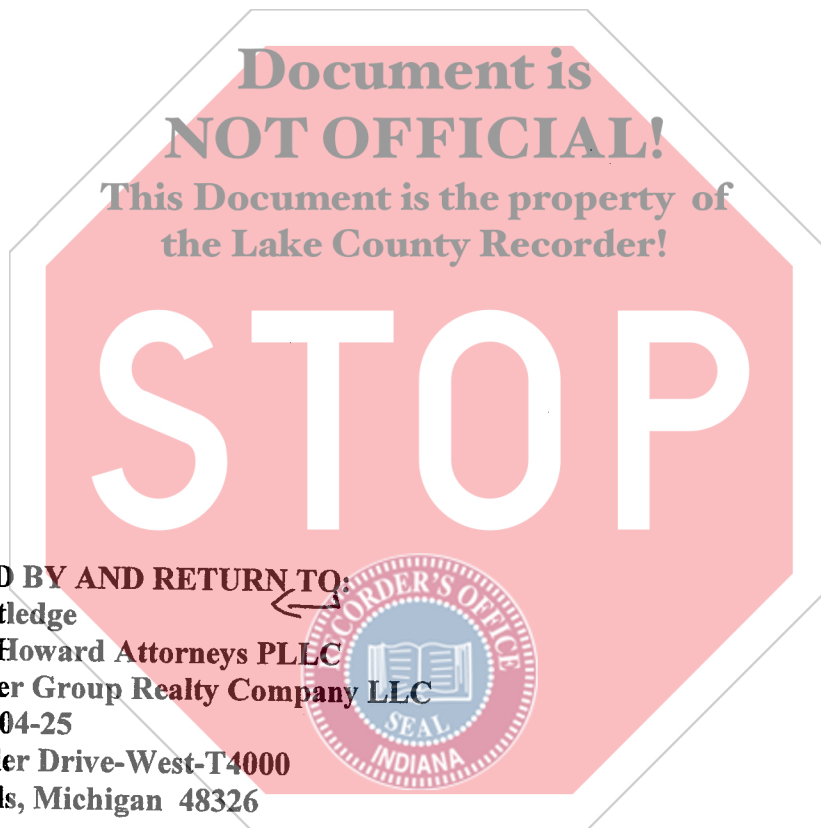 Document is
NOT OFFICIAL!
This Document is the property of
the Lake County Recorder!
STOP
D BY AND RETURN TO:
tledge
Howard Attorneys PLLC
er Group Realty Company LLC
04-25
er Drive-West-T4000
ls, Michigan 48326
RECORDER'S OFFICE
SEAL
INDIANA